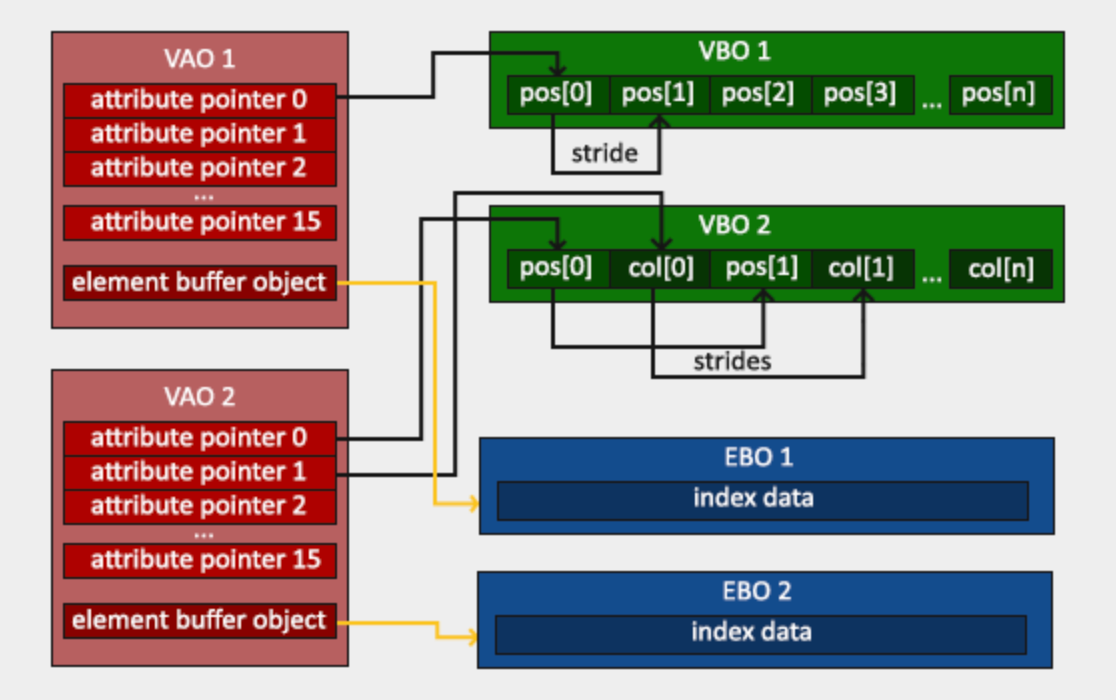 VAO 1
attribute pointer 0
attribute pointer 1
attribute pointer 2
...
attribute pointer 15
element buffer object
VAO 2
attribute pointer 0
attribute pointer 1
attribute pointer 2
...
attribute pointer 15
element buffer object
VBO 1
pos[0] pos[1] pos[2] pos[3] ... pos[n]
stride
VBO 2
pos[0] col[0] pos[1] col[1] ... col[n]
strides
EBO 1
index data
EBO 2
index data